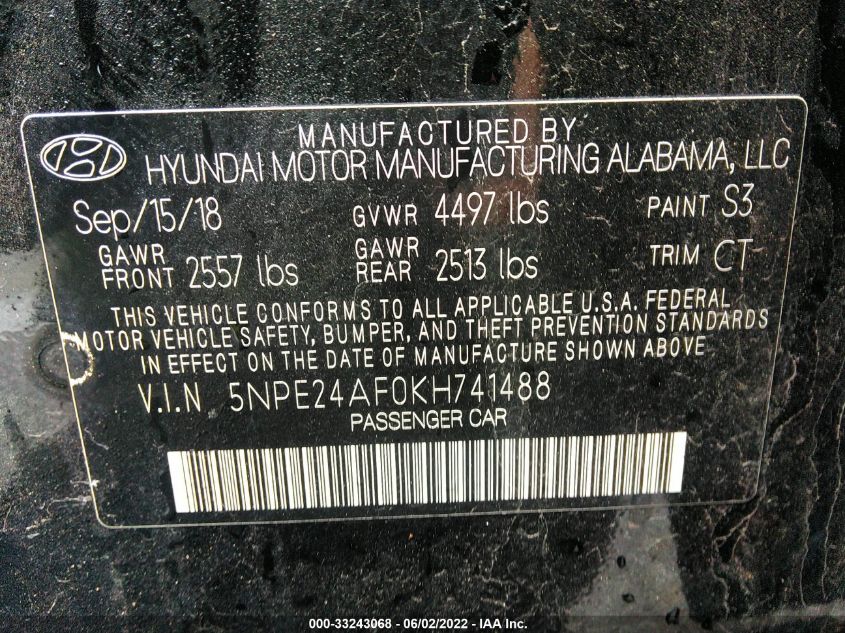 MANUFACTURED BY
HYUNDAI MOTOR MANUFACTURING ALABAMA, LLC
Sep/15/18 GVWR 4497 lbs PAINT S3
GAWR FRONT 2557 lbs GAWR REAR 2513 lbs TRIM CT
THIS VEHICLE CONFORMS TO ALL APPLICABLE U.S.A. FEDERAL
MOTOR VEHICLE SAFETY, BUMPER, AND THEFT PREVENTION STANDARDS
IN EFFECT ON THE DATE OF MANUFACTURE SHOWN ABOVE
V.I.N 5NPE24AF0KH741488
PASSENGER CAR
000-33243068 - 06/02/2022 - IAA Inc.